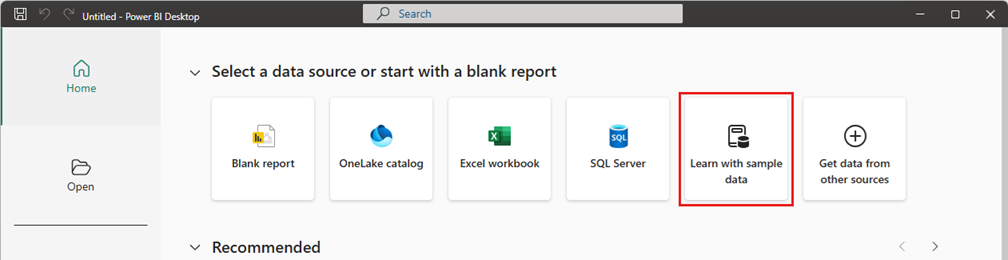 Untitled - Power BI Desktop
Search
Home
Open
Select a data source or start with a blank report
Blank report
OneLake catalog
Excel workbook
SQL
SQL Server
Learn with sample
data
Get data from
other sources
Recommended